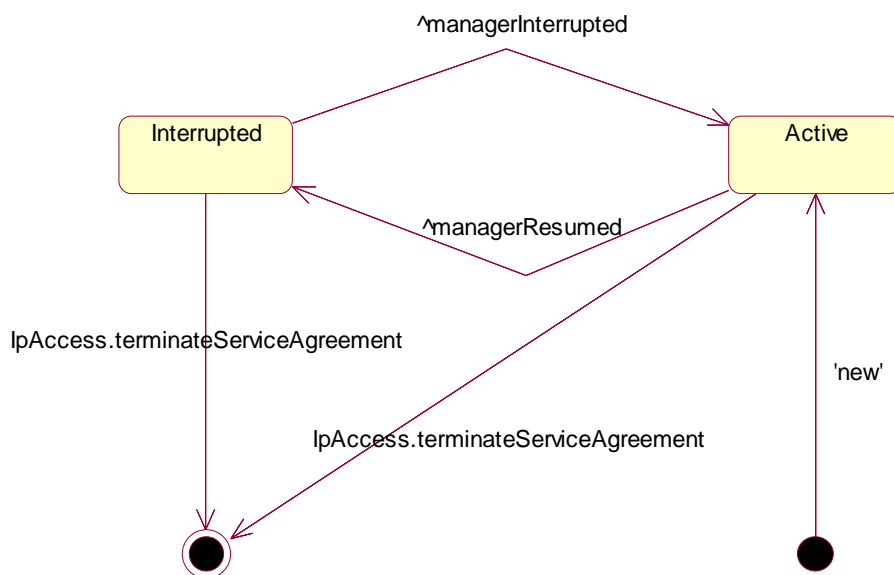 ^managerInterrupted
Interrupted
Active
^managerResumed
IpAccess.terminateServiceAgreement
'new'
IpAccess.terminateServiceAgreement